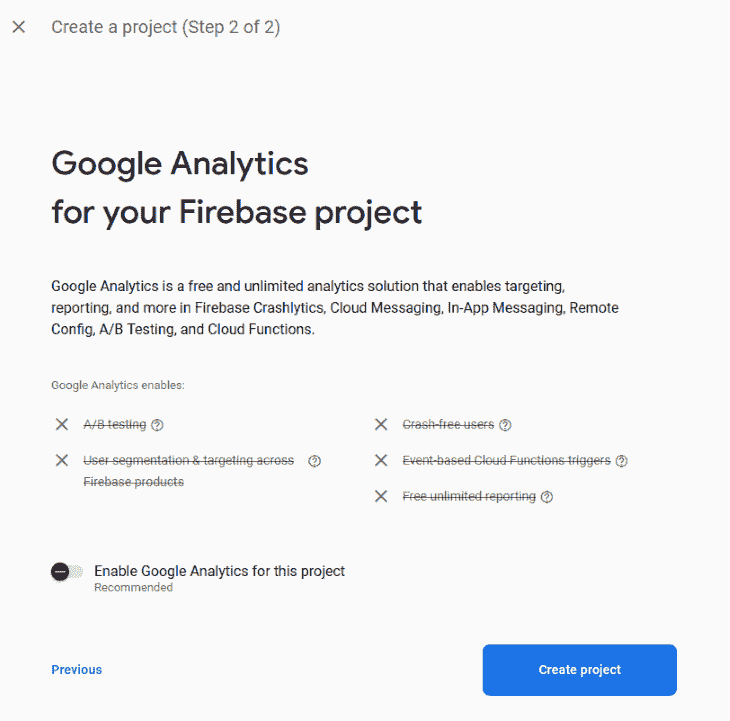 Create a project (Step 2 of 2)
Google Analytics
for your Firebase project
Google Analytics is a free and unlimited analytics solution that enables targeting,
reporting, and more in Firebase Crashlytics, Cloud Messaging, In-App Messaging, Remote
Config, A/B Testing, and Cloud Functions.
Google Analytics enables:
A/B testing
User segmentation & targeting across
Firebase products
Crash-free users
Event-based Cloud Functions triggers
Free unlimited reporting
Enable Google Analytics for this project
Recommended
Previous
Create project